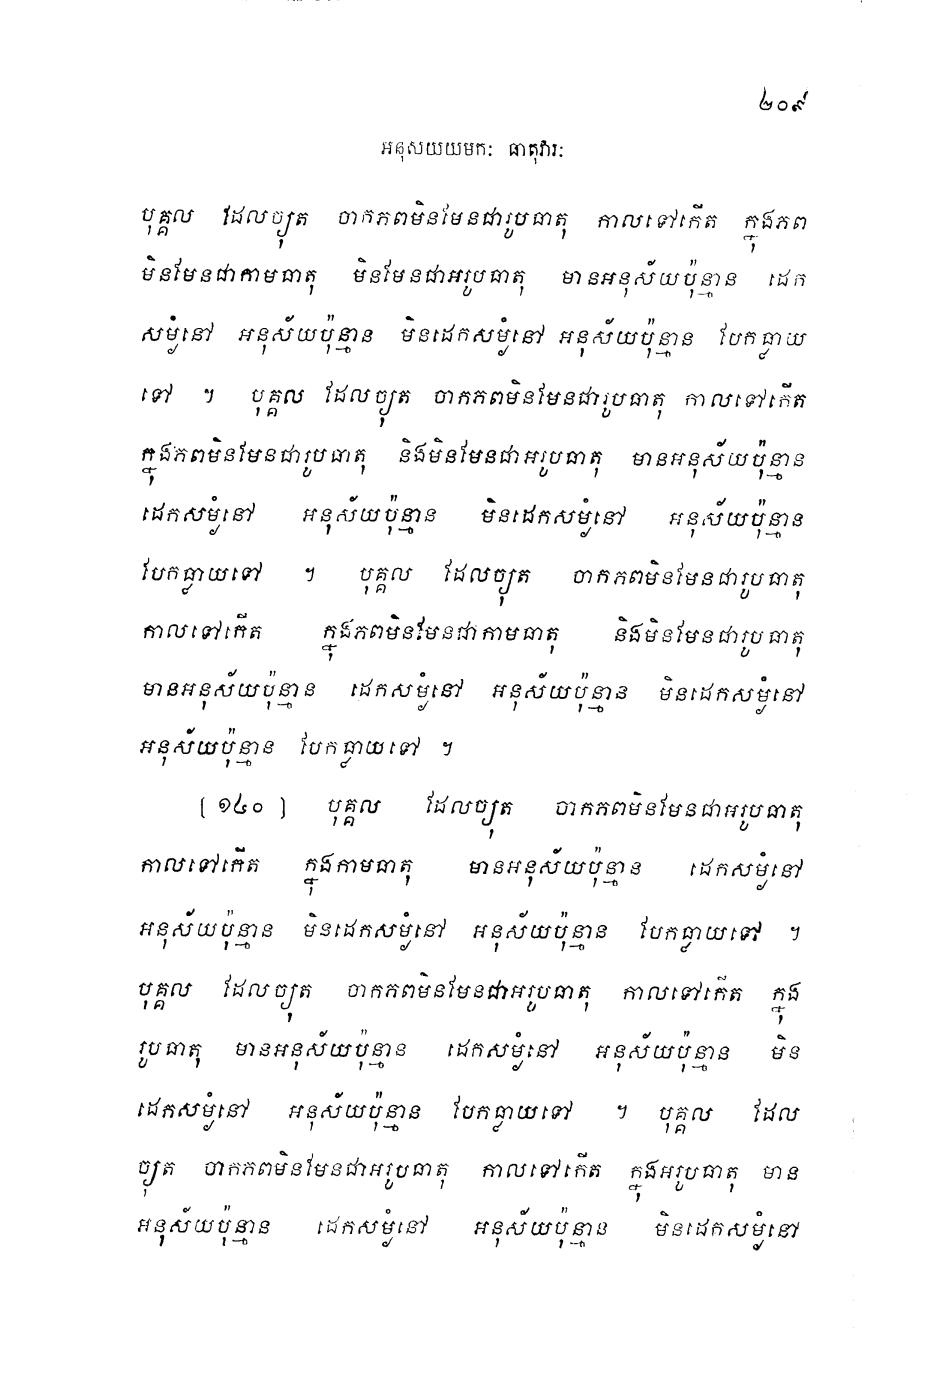 ២០៩
អនុសយយមកៈ ធាតុវារៈ
បុគ្គល ដែលច្យុត ចាកភពមិនមែនជារូបធាតុ កាលទៅកើត ក្នុងភព
មិនមែនជាកាមធាតុ មិនមែនជាអរូបធាតុ មានអនុស័យប៉ុន្មាន ដេក
សម្ងំនៅ អនុស័យប៉ុន្មាន មិនដេកសម្ងំនៅ អនុស័យប៉ុន្មាន បែកធ្លាយ
ទៅ ។ បុគ្គល ដែលច្យុត ចាកភពមិនមែនជារូបធាតុ កាលទៅកើត
ក្នុងភពមិនមែនជារូបធាតុ និងមិនមែនជាអរូបធាតុ មានអនុស័យប៉ុន្មាន
ដេកសម្ងំនៅ អនុស័យប៉ុន្មាន មិនដេកសម្ងំនៅ អនុស័យប៉ុន្មាន
បែកធ្លាយទៅ ។ បុគ្គល ដែលច្យុត ចាកភពមិនមែនជារូបធាតុ
កាលទៅកើត ក្នុងភពមិនមែនជាកាមធាតុ និងមិនមែនជារូបធាតុ
មានអនុស័យប៉ុន្មាន ដេកសម្ងំនៅ អនុស័យប៉ុន្មាន មិនដេកសម្ងំនៅ
អនុស័យប៉ុន្មាន បែកធ្លាយទៅ ។
[ ១៤០ ] បុគ្គល ដែលច្យុត ចាកភពមិនមែនជាអរូបធាតុ
កាលទៅកើត ក្នុងកាមធាតុ មានអនុស័យប៉ុន្មាន ដេកសម្ងំនៅ
អនុស័យប៉ុន្មាន មិនដេកសម្ងំនៅ អនុស័យប៉ុន្មាន បែកធ្លាយទៅ ។
បុគ្គល ដែលច្យុត ចាកភពមិនមែនជាអរូបធាតុ កាលទៅកើត ក្នុង
រូបធាតុ មានអនុស័យប៉ុន្មាន ដេកសម្ងំនៅ អនុស័យប៉ុន្មាន មិន
ដេកសម្ងំនៅ អនុស័យប៉ុន្មាន បែកធ្លាយទៅ ។ បុគ្គល ដែល
ច្យុត ចាកភពមិនមែនជាអរូបធាតុ កាលទៅកើត ក្នុងអរូបធាតុ មាន
អនុស័យប៉ុន្មាន ដេកសម្ងំនៅ អនុស័យប៉ុន្មាន មិនដេកសម្ងំនៅ